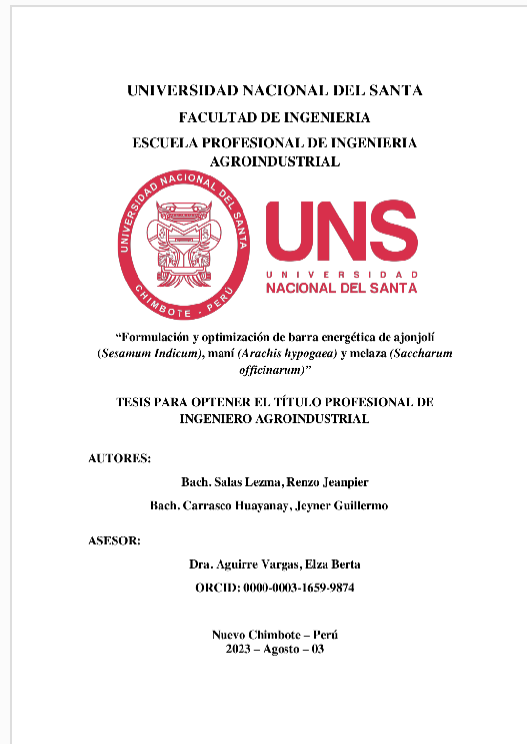 UNIVERSIDAD NACIONAL DEL SANTA
FACULTAD DE INGENIERIA
ESCUELA PROFESIONAL DE INGENIERIA
AGROINDUSTRIAL
UNIVERSIDAD NACIONAL DEL SANTA
CHIMBOTE - PERÚ
UNS
UNIVERSIDAD
NACIONAL DEL SANTA
“Formulación y optimización de barra energética de ajonjolí
(Sesamum Indicum), maní (Arachis hypogaea) y melaza (Saccharum
officinarum)”
TESIS PARA OPTENER EL TÍTULO PROFESIONAL DE
INGENIERO AGROINDUSTRIAL
AUTORES:
Bach. Salas Lezma, Renzo Jeanpier
Bach. Carrasco Huayanay, Jeyner Guillermo
ASESOR:
Dra. Aguirre Vargas, Elza Berta
ORCID: 0000-0003-1659-9874
Nuevo Chimbote – Perú
2023 – Agosto – 03